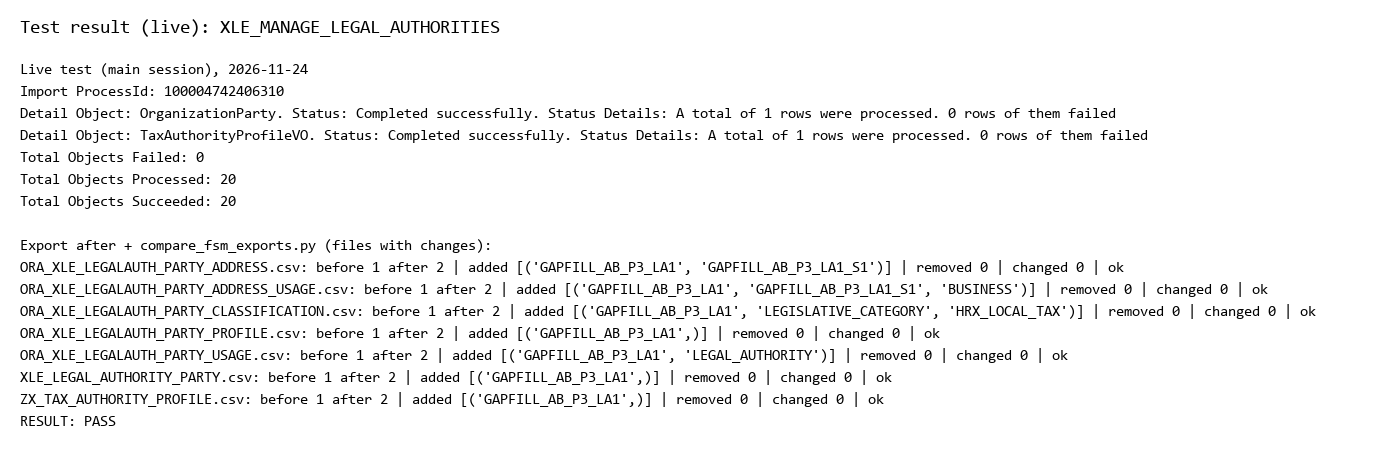 Test result (live): XLE_MANAGE_LEGAL_AUTHORITIES
Live test (main session), 2026-11-24
Import ProcessId: 100004742406310
Detail Object: OrganizationParty. Status: Completed successfully. Status Details: A total of 1 rows were processed. 0 rows of them failed
Detail Object: TaxAuthorityProfileVO. Status: Completed successfully. Status Details: A total of 1 rows were processed. 0 rows of them failed
Total Objects Failed: 0
Total Objects Processed: 20
Total Objects Succeeded: 20
Export after + compare_fsm_exports.py (files with changes):
ORA_XLE_LEGALAUTH_PARTY_ADDRESS.csv: before 1 after 2 | added [('GAPFILL_AB_P3_LA1', 'GAPFILL_AB_P3_LA1_S1')] | removed 0 | changed 0 | ok
ORA_XLE_LEGALAUTH_PARTY_ADDRESS_USAGE.csv: before 1 after 2 | added [('GAPFILL_AB_P3_LA1', 'GAPFILL_AB_P3_LA1_S1', 'BUSINESS')] | removed 0 | changed 0 | ok
ORA_XLE_LEGALAUTH_PARTY_CLASSIFICATION.csv: before 1 after 2 | added [('GAPFILL_AB_P3_LA1', 'LEGISLATIVE_CATEGORY', 'HRX_LOCAL_TAX')] | removed 0 | changed 0 | ok
ORA_XLE_LEGALAUTH_PARTY_PROFILE.csv: before 1 after 2 | added [('GAPFILL_AB_P3_LA1',)] | removed 0 | changed 0 | ok
ORA_XLE_LEGALAUTH_PARTY_USAGE.csv: before 1 after 2 | added [('GAPFILL_AB_P3_LA1', 'LEGAL_AUTHORITY')] | removed 0 | changed 0 | ok
XLE_LEGAL_AUTHORITY_PARTY.csv: before 1 after 2 | added [('GAPFILL_AB_P3_LA1',)] | removed 0 | changed 0 | ok
ZX_TAX_AUTHORITY_PROFILE.csv: before 1 after 2 | added [('GAPFILL_AB_P3_LA1',)] | removed 0 | changed 0 | ok
RESULT: PASS